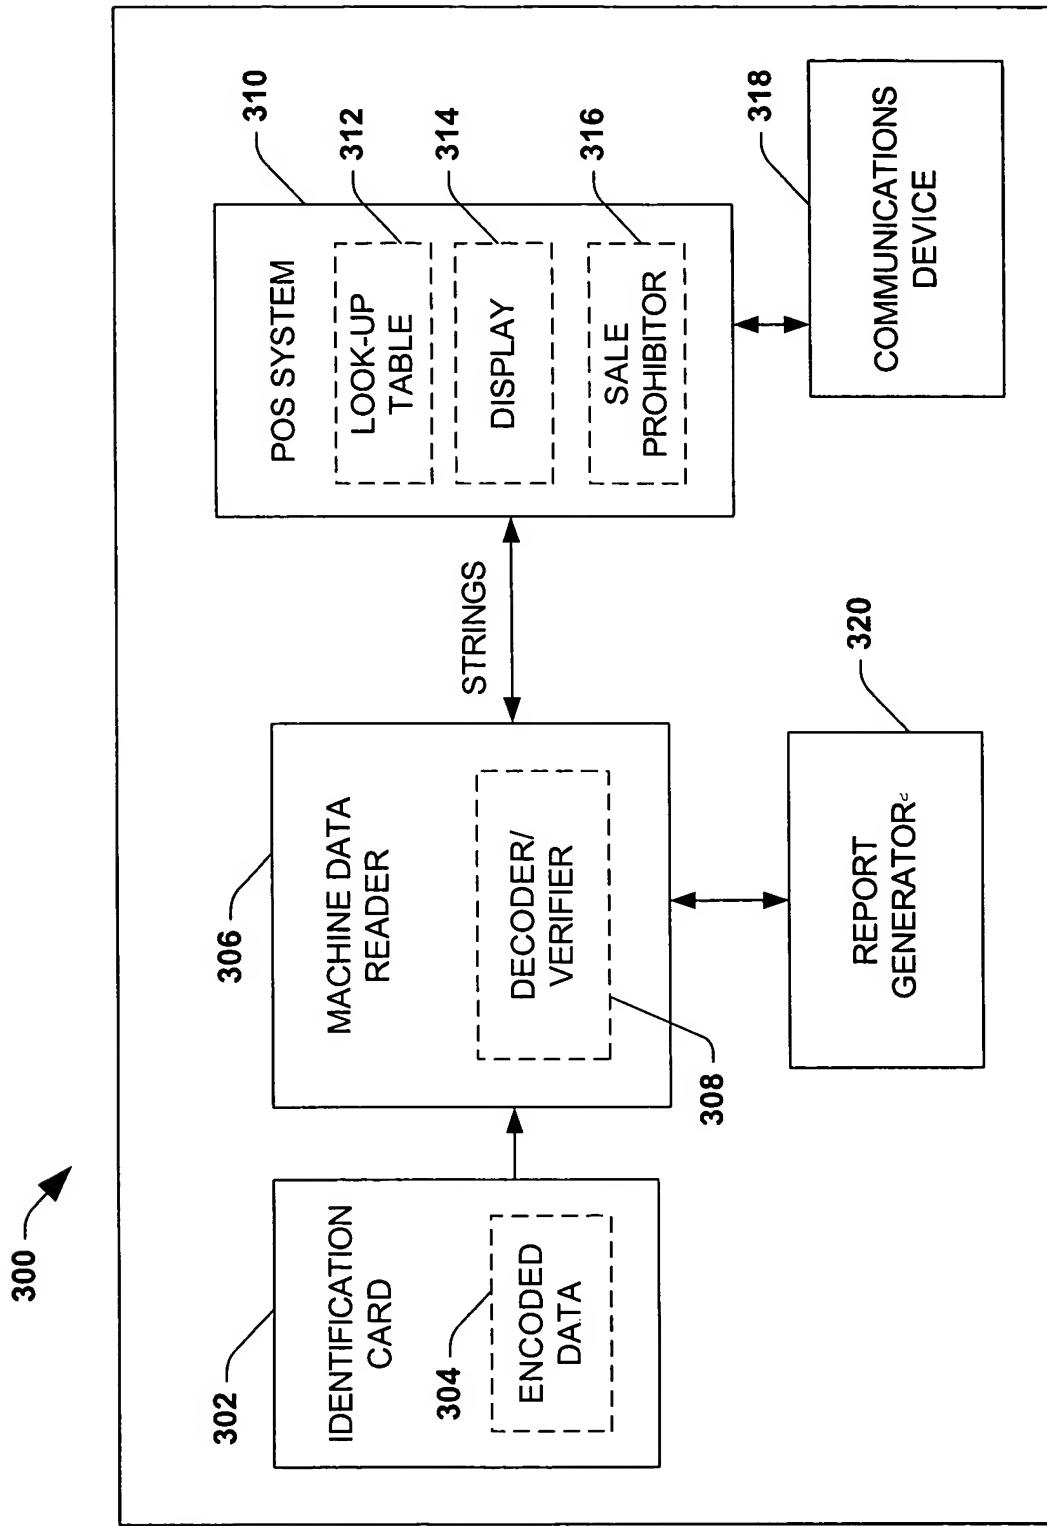 300
302
IDENTIFICATION
CARD
304
ENCODED
DATA
306
MACHINE DATA
READER
DECODER/
VERIFIER
308
STRINGS
310
POS SYSTEM
312
LOOK-UP
TABLE
314
DISPLAY
316
SALE
PROHIBITOR
318
COMMUNICATIONS
DEVICE
320
REPORT
GENERATOR